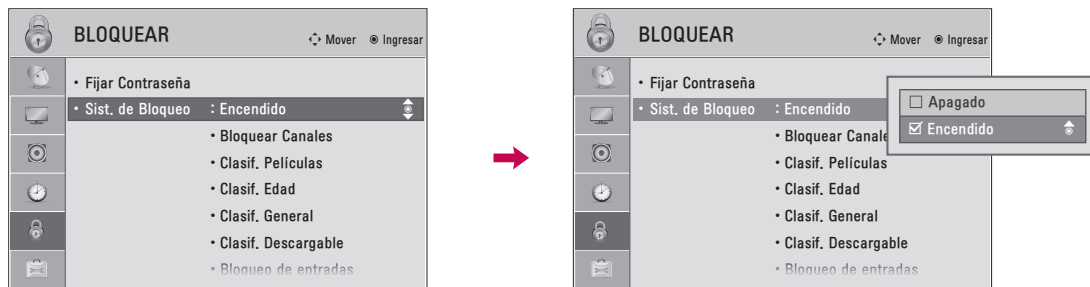 BLOQUEAR
Mover Ingresar
• Fijar Contraseña
• Sist. de Bloqueo : Encendido
• Bloquear Canales
• Clasif. Películas
• Clasif. Edad
• Clasif. General
• Clasif. Descargable
• Bloqueo de entradas
BLOQUEAR
Mover Ingresar
• Fijar Contraseña
• Sist. de Bloqueo : Encendido
• Bloquear Canale
• Clasif. Películas
• Clasif. Edad
• Clasif. General
• Clasif. Descargable
• Bloqueo de entradas
Apagado
Encendido